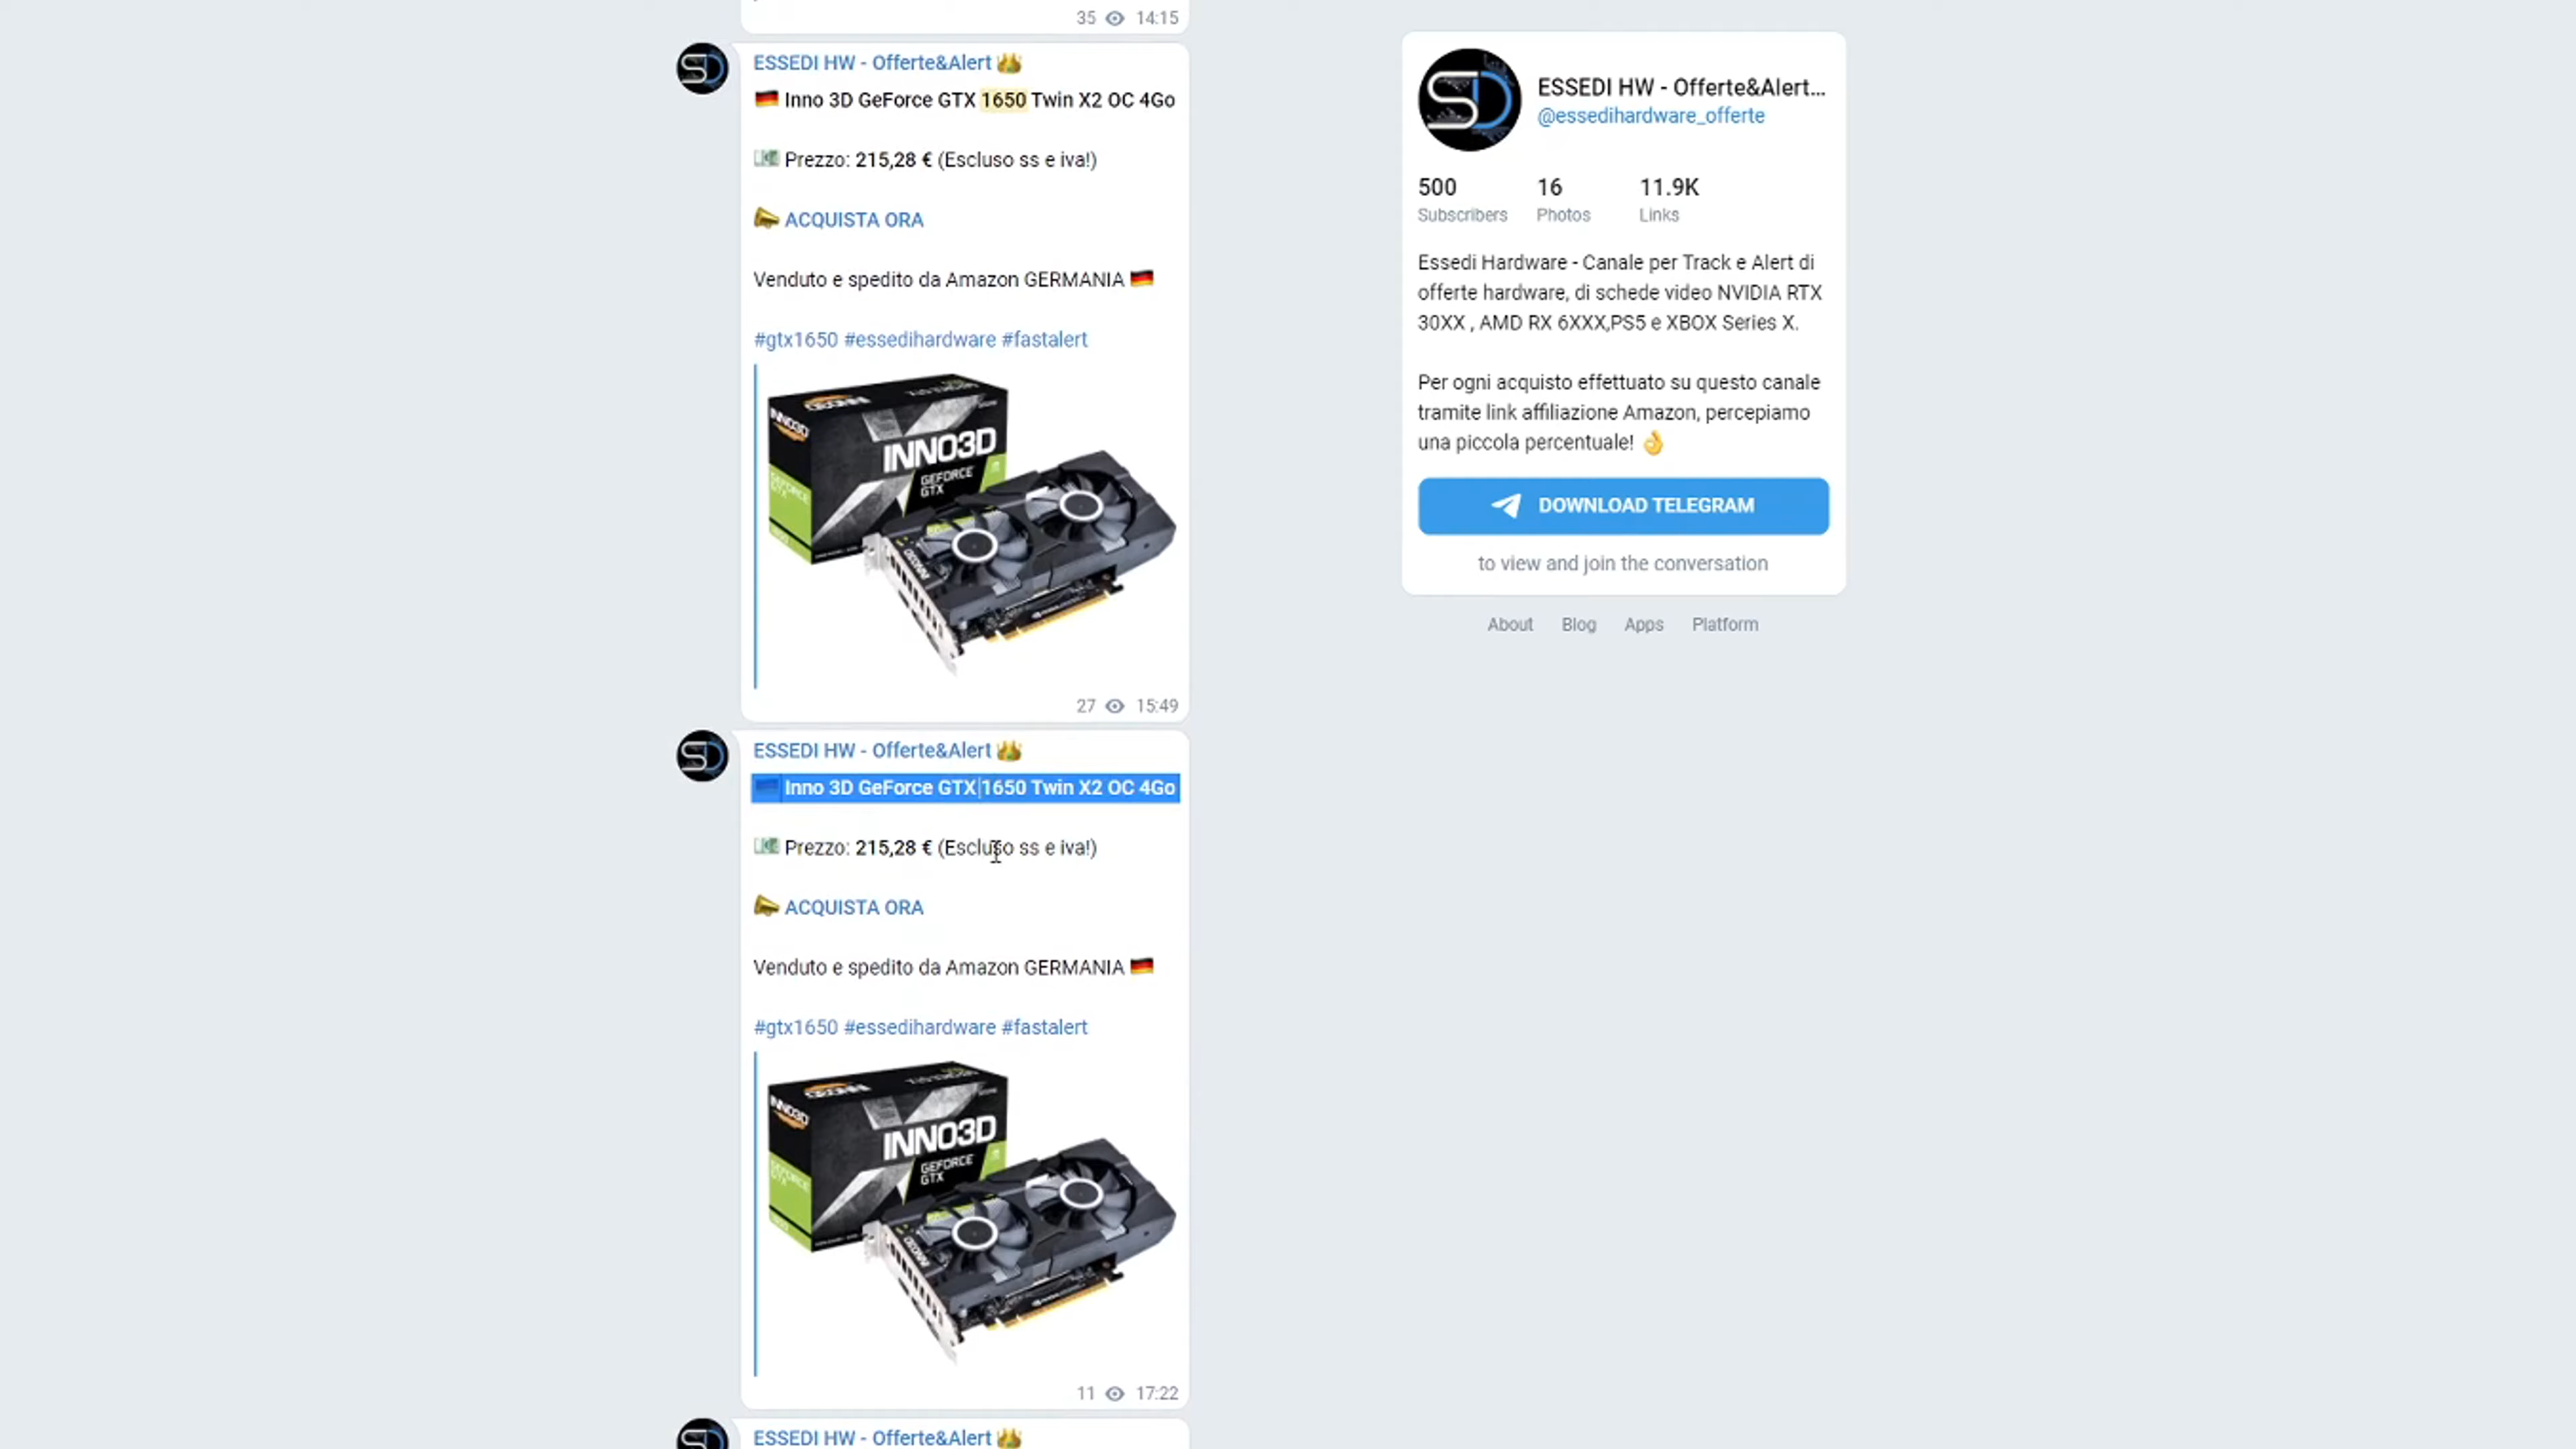 35 14:15
ESSEDI HW - Offerte&Alert
Inno 3D GeForce GTX 1650 Twin X2 OC 4Go
Prezzo: 215,28 € (Escluso ss e iva!)
ACQUISTA ORA
Venduto e spedito da Amazon GERMANIA
#gtx1650 #essedihardware #fastalert
INNO3D
GEFORCE
GTX
27 15:49
ESSEDI HW - Offerte&Alert
Inno 3D GeForce GTX 1650 Twin X2 OC 4Go
Prezzo: 215,28 € (Escluso ss e iva!)
ACQUISTA ORA
Venduto e spedito da Amazon GERMANIA
#gtx1650 #essedihardware #fastalert
INNO3D
GEFORCE
GTX
11 17:22
ESSEDI HW - Offerte&Alert
ESSEDI HW - Offerte&Alert...
@essedihardware_offerte
500 16 11.9K
Subscribers Photos Links
Essedi Hardware - Canale per Track e Alert di
offerte hardware, di schede video NVIDIA RTX
30XX , AMD RX 6XXX,PS5 e XBOX Series X.
Per ogni acquisto effettuato su questo canale
tramite link affiliazione Amazon, percepiamo
una piccola percentuale!
DOWNLOAD TELEGRAM
to view and join the conversation
About Blog Apps Platform